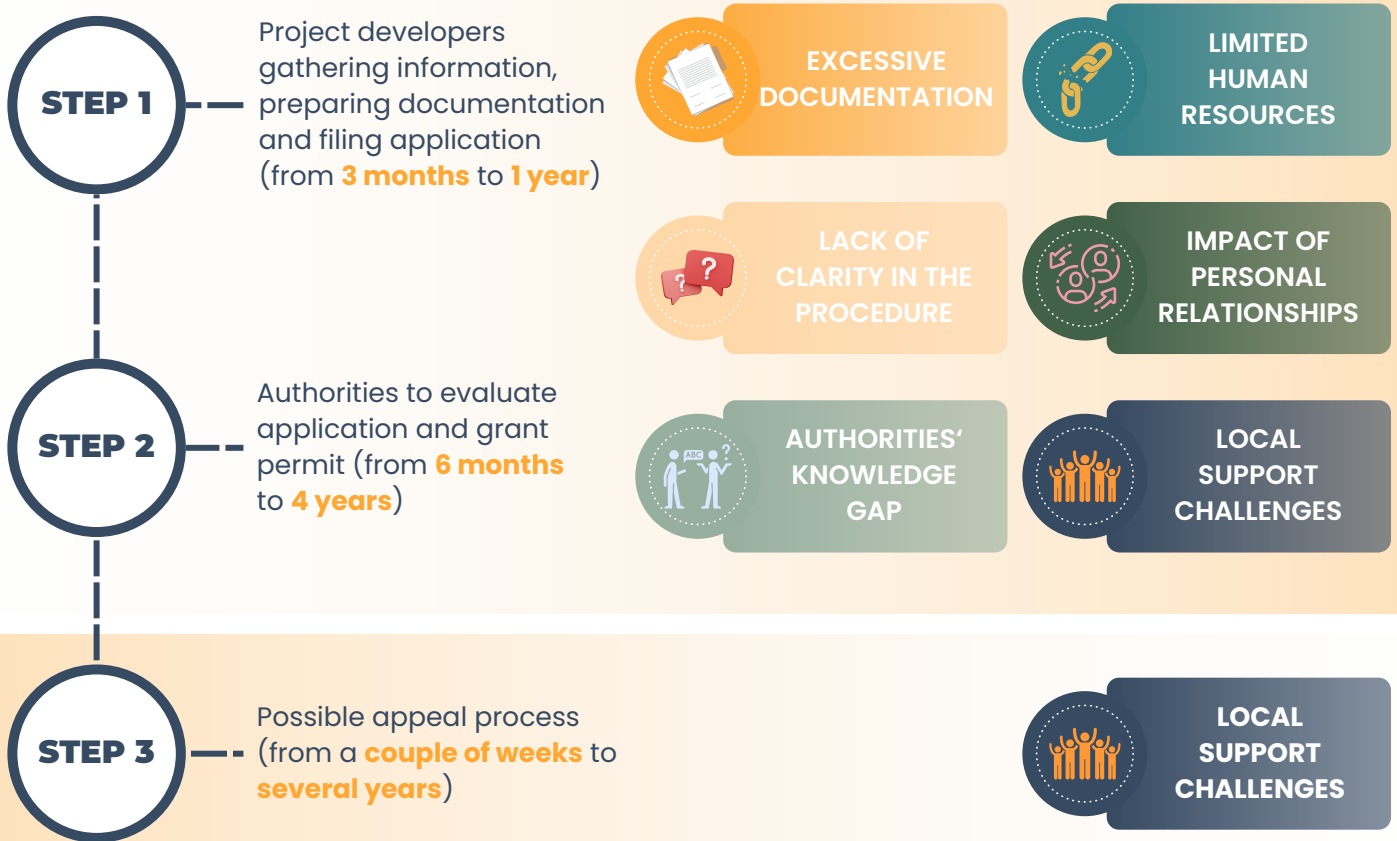 STEP 1
Project developers
gathering information,
preparing documentation
and filing application
(from 3 months to 1 year)
EXCESSIVE
DOCUMENTATION
LIMITED
HUMAN
RESOURCES
?
?
LACK OF
CLARITY IN THE
PROCEDURE
IMPACT OF
PERSONAL
RELATIONSHIPS
STEP 2
Authorities to evaluate
application and grant
permit (from 6 months
to 4 years)
ABC
?
AUTHORITIES‘
KNOWLEDGE
GAP
LOCAL
SUPPORT
CHALLENGES
STEP 3
Possible appeal process
(from a couple of weeks to
several years)
LOCAL
SUPPORT
CHALLENGES